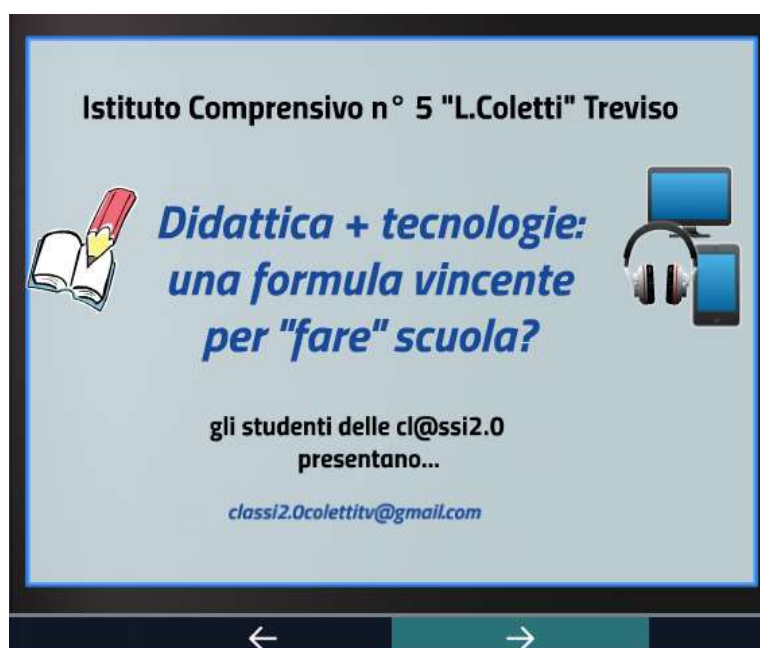 Istituto Comprensivo n° 5 "L.Coletti" Treviso
Didattica + tecnologie:
una formula vincente
per "fare" scuola?
gli studenti delle cl@ssi2.0
presentano...
classi2.0colettitv@gmail.com